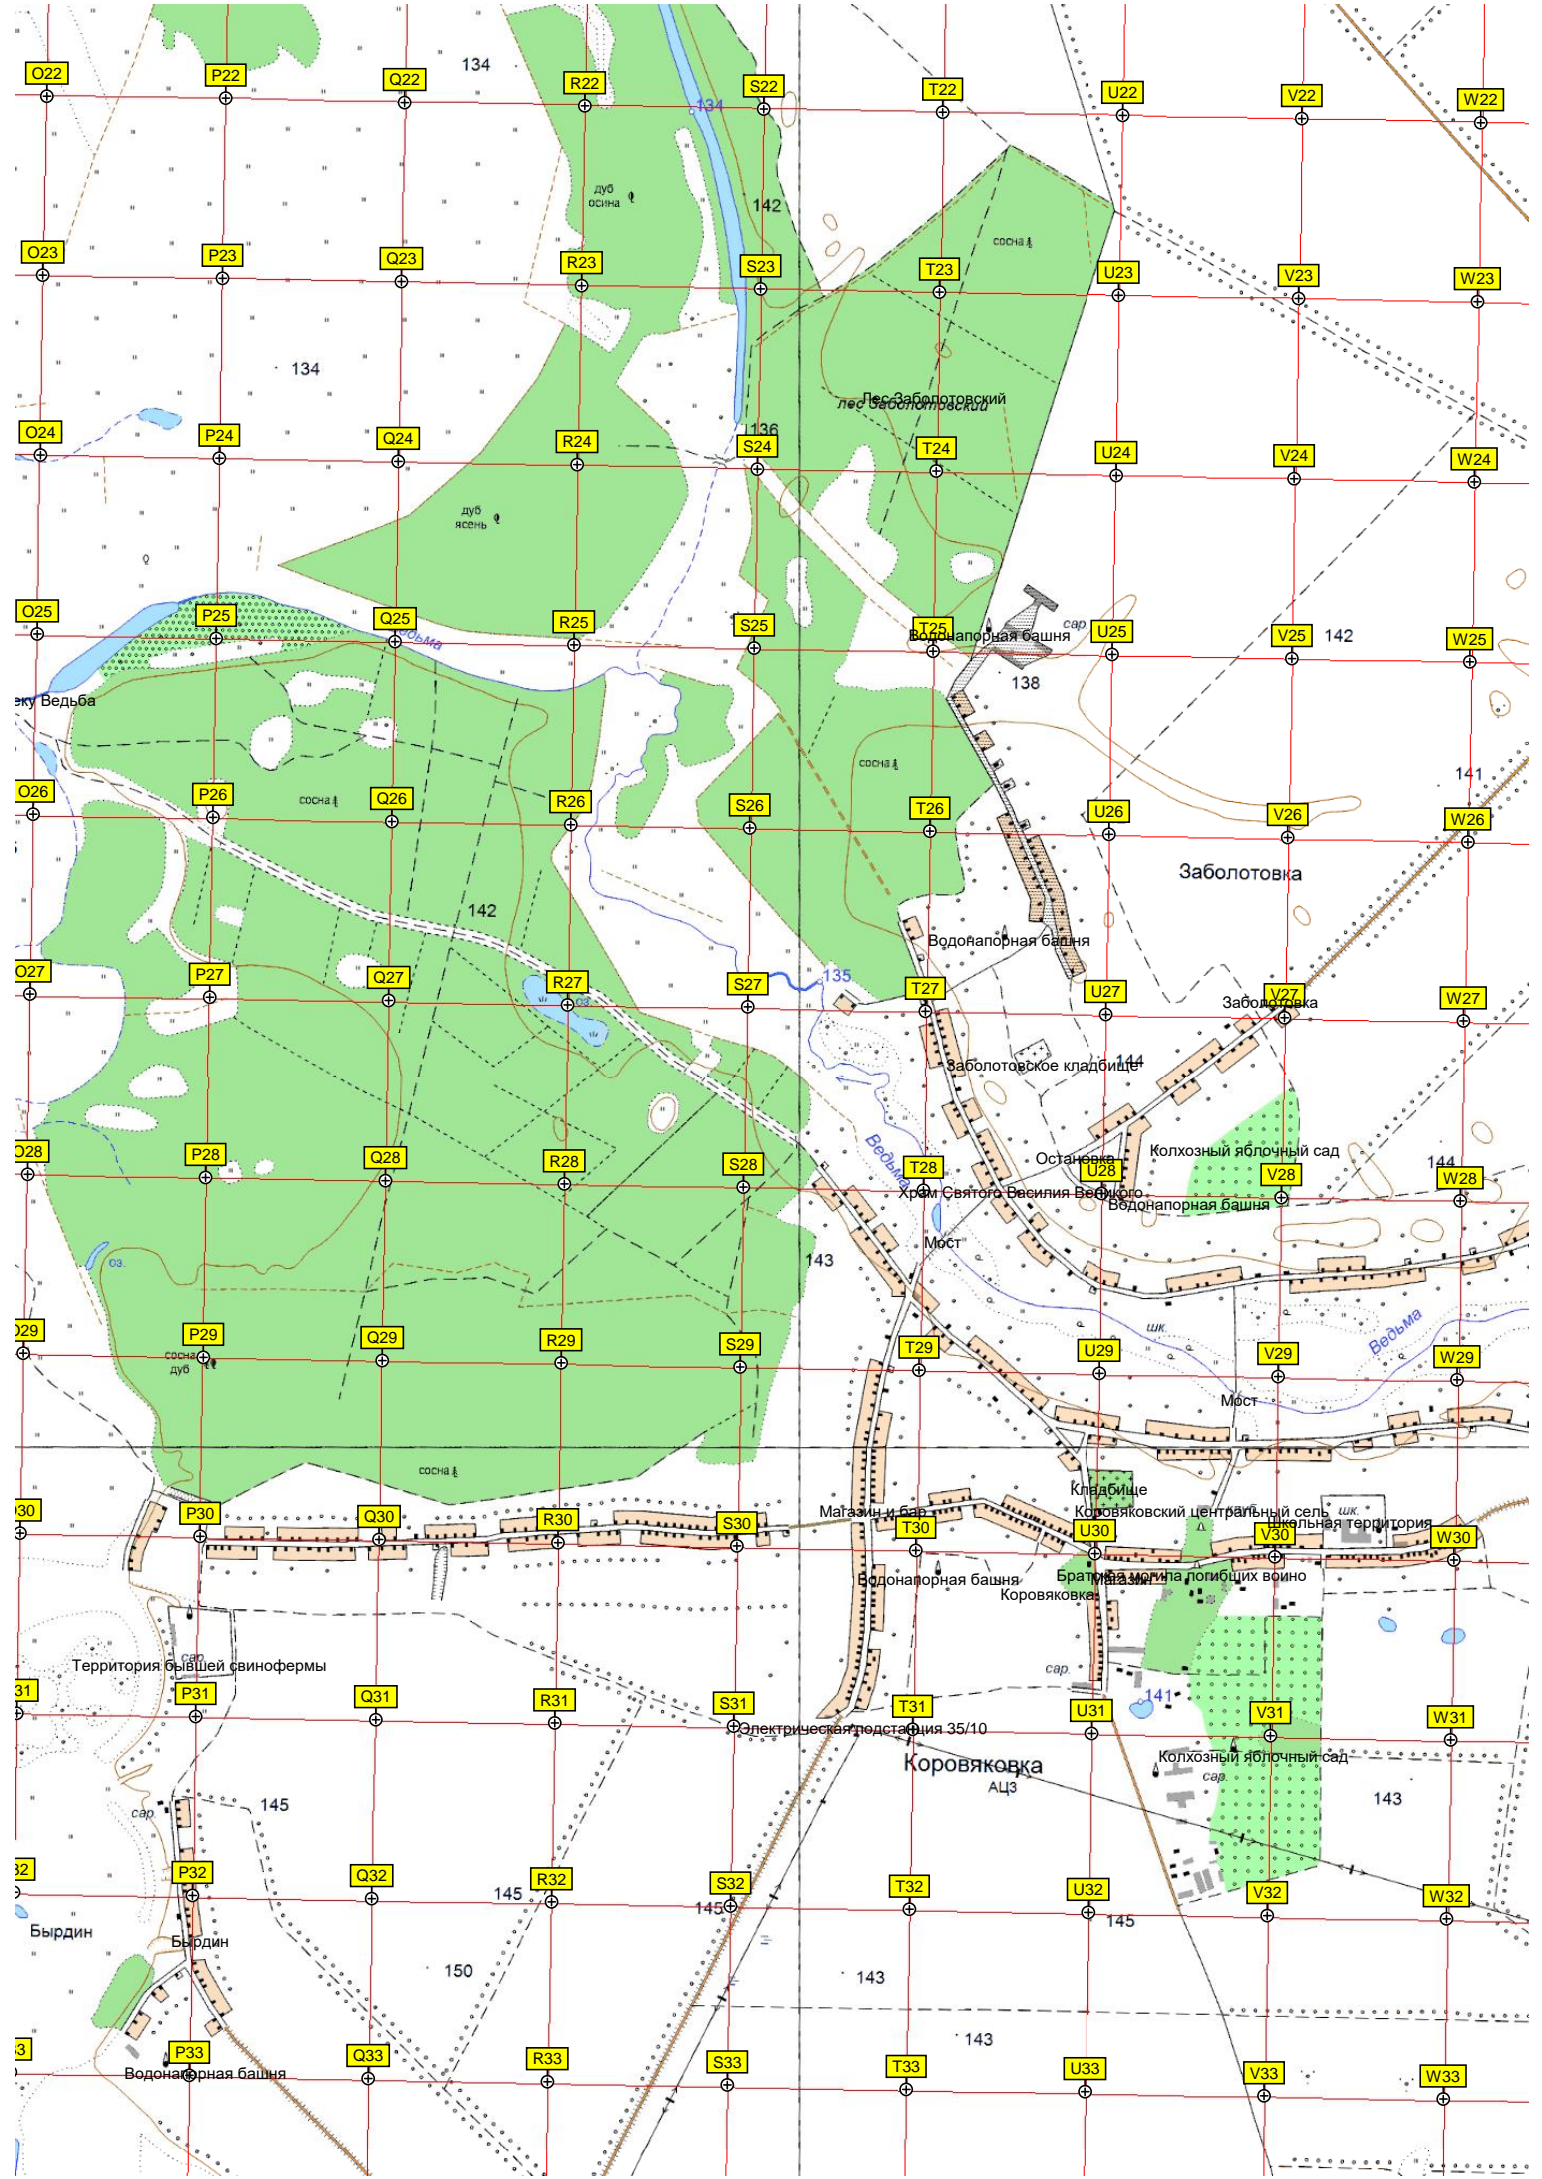 134
O22
P22
Q22
R22
S22
T22
U22
V22
W22
134
дуб
осина
142
сосна
O23
P23
Q23
R23
S23
T23
U23
V23
W23
134
Лес Заболотовский
лес Заболотовский
136
O24
P24
Q24
R24
S24
T24
U24
V24
W24
дуб
ясень
O25
P25
Q25
R25
S25
T25
U25
V25
W25
сар.
142
Водонапорная башня
138
еку Ведьба
сосна
141
O26
P26
Q26
R26
S26
T26
U26
V26
W26
сосна
Заболотовка
142
Водонапорная башня
135
O27
P27
Q27
R27
S27
T27
U27
V27
W27
оз.
Заболотовка
144
Заболотовское кладбище
Ведьма
Колхозный яблочный сад
Остановка
144
O28
P28
Q28
R28
S28
T28
U28
V28
W28
Храм Святого Василия Великого
Водонапорная башня
Мост
143
оз.
шк.
Ведьма
O29
P29
Q29
R29
S29
T29
U29
V29
W29
сосна
дуб
Мост
сосна
Кладбище
Магазин и бар
Коровяковский центральный сель
шк.
Школьная территория
P30
Q30
R30
S30
T30
U30
V30
W30
Водонапорная башня
Братская могила погибших воино
Магазин
Коровяковка
сар.
Территория бывшей свинофермы
сар.
141
31
P31
Q31
R31
S31
T31
U31
V31
W31
Электрическая подстанция 35/10
Колхозный яблочный сад
Коровяковка
АЦЗ
сар.
145
сар.
143
32
P32
Q32
R32
S32
T32
U32
V32
W32
145
145
145
Бырдин
Бырдин
150
143
143
33
P33
Q33
R33
S33
T33
U33
V33
W33
Водонапорная башня